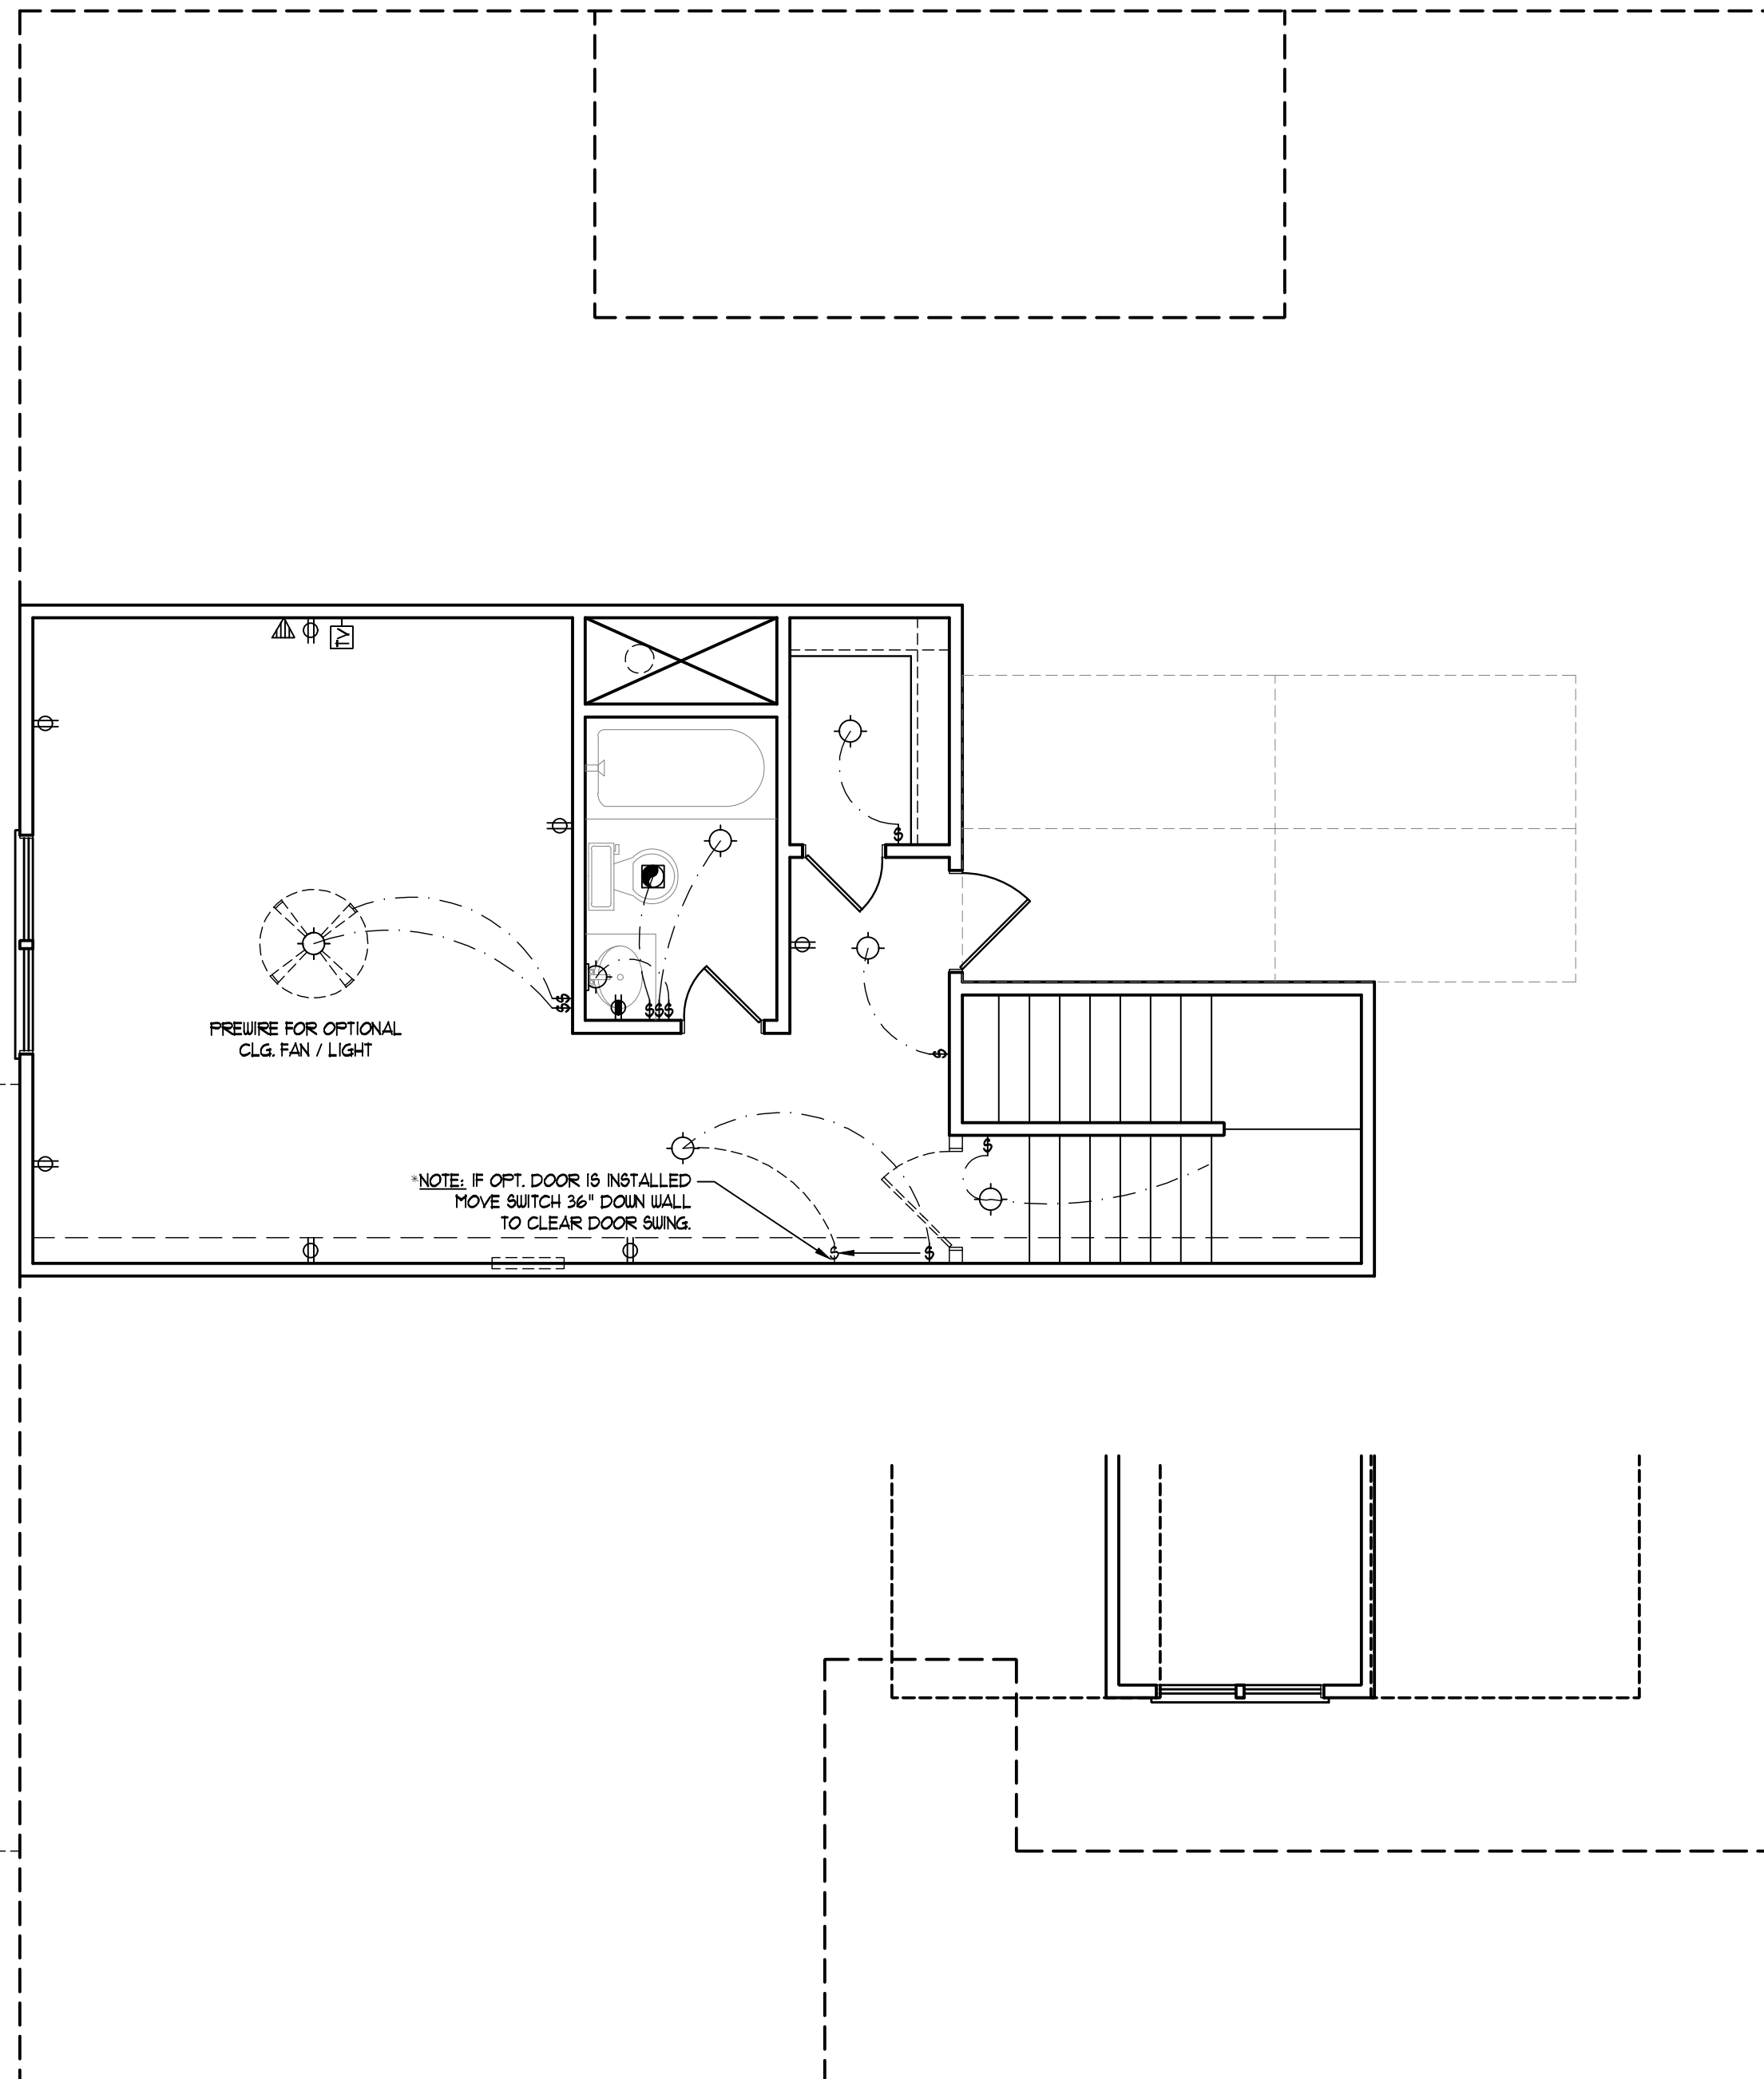 TV
$
$
$
$$$
$
PREWIRE FOR OPTIONAL
CLG. FAN / LIGHT
$
$
*NOTE: IF OPT. DOOR IS INSTALLED
MOVE SWITCH 36" DOWN WALL
TO CLEAR DOOR SWING.
$
$